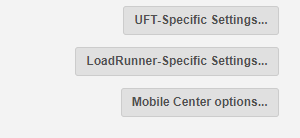 UFT-Specific Settings...
LoadRunner-Specific Settings...
Mobile Center options...